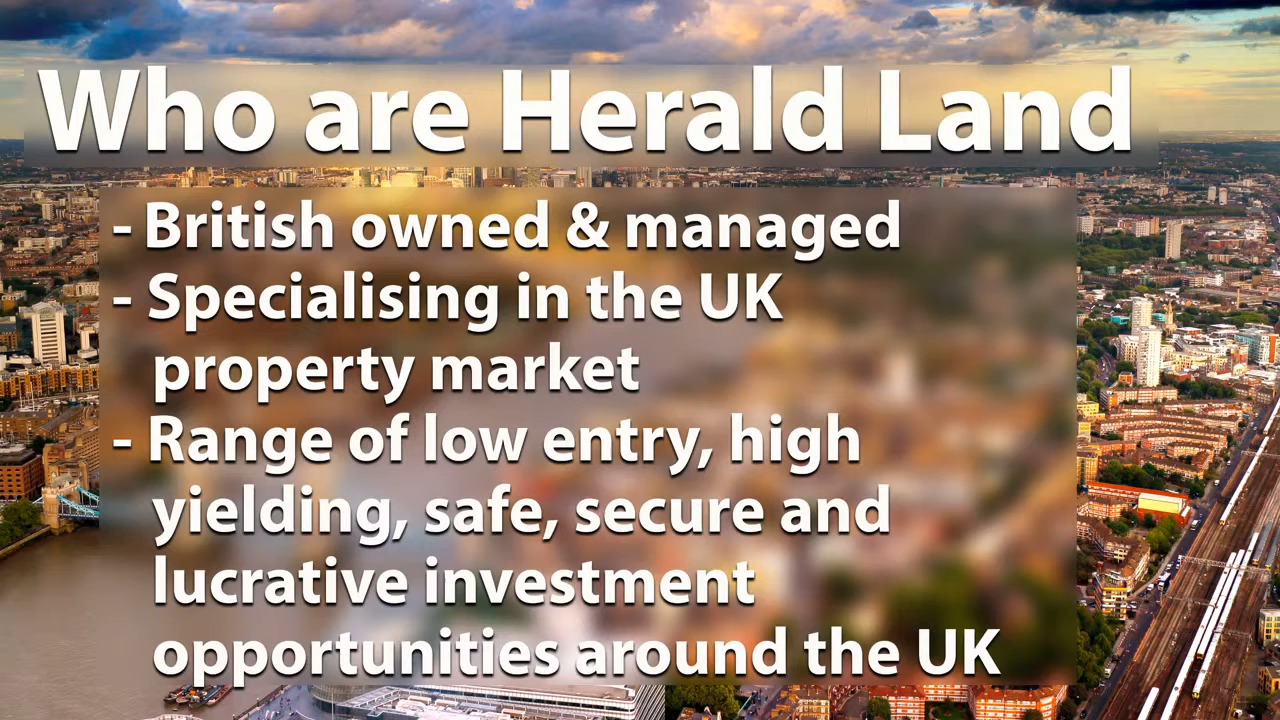 Who are Herald Land
- British owned & managed
- Specialising in the UK
property market
- Range of low entry, high
yielding, safe, secure and
lucrative investment
opportunities around the UK